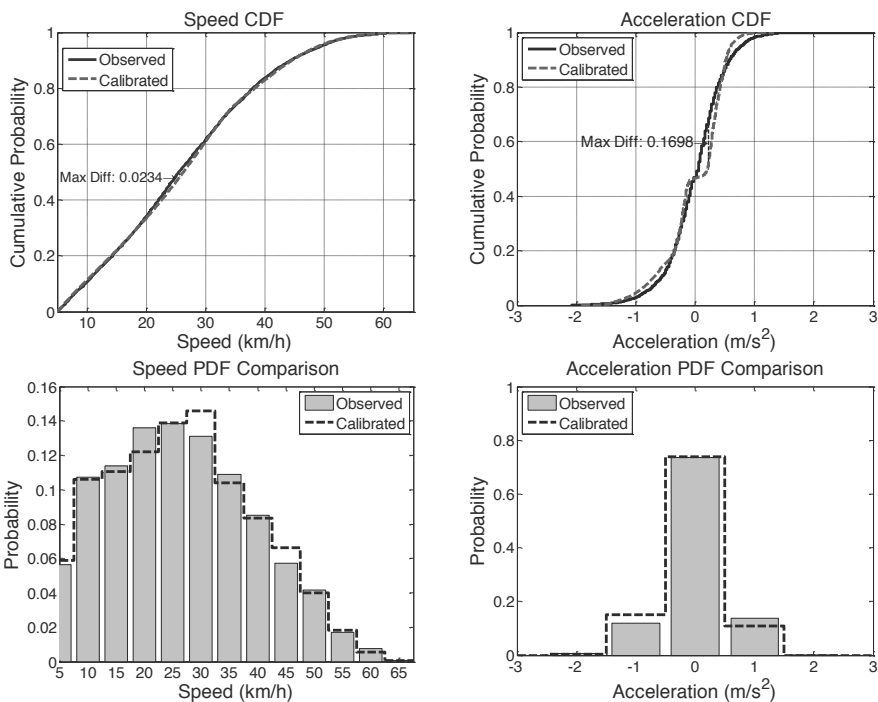 Speed CDF
Observed
Calibrated
Max Diff: 0.0234
Cumulative Probability
1
0.8
0.6
0.4
0.2
0
10 20 30 40 50 60
Speed (km/h)
Acceleration CDF
Observed
Calibrated
Max Diff: 0.1698
Cumulative Probability
1
0.8
0.6
0.4
0.2
0
-3 -2 -1 0 1 2 3
Acceleration (m/s²)
Speed PDF Comparison
Observed
Calibrated
Probability
0.16
0.14
0.12
0.1
0.08
0.06
0.04
0.02
0
5 10 15 20 25 30 35 40 45 50 55 60 65
Speed (km/h)
Acceleration PDF Comparison
Observed
Calibrated
Probability
1
0.8
0.6
0.4
0.2
0
-3 -2 -1 0 1 2 3
Acceleration (m/s²)